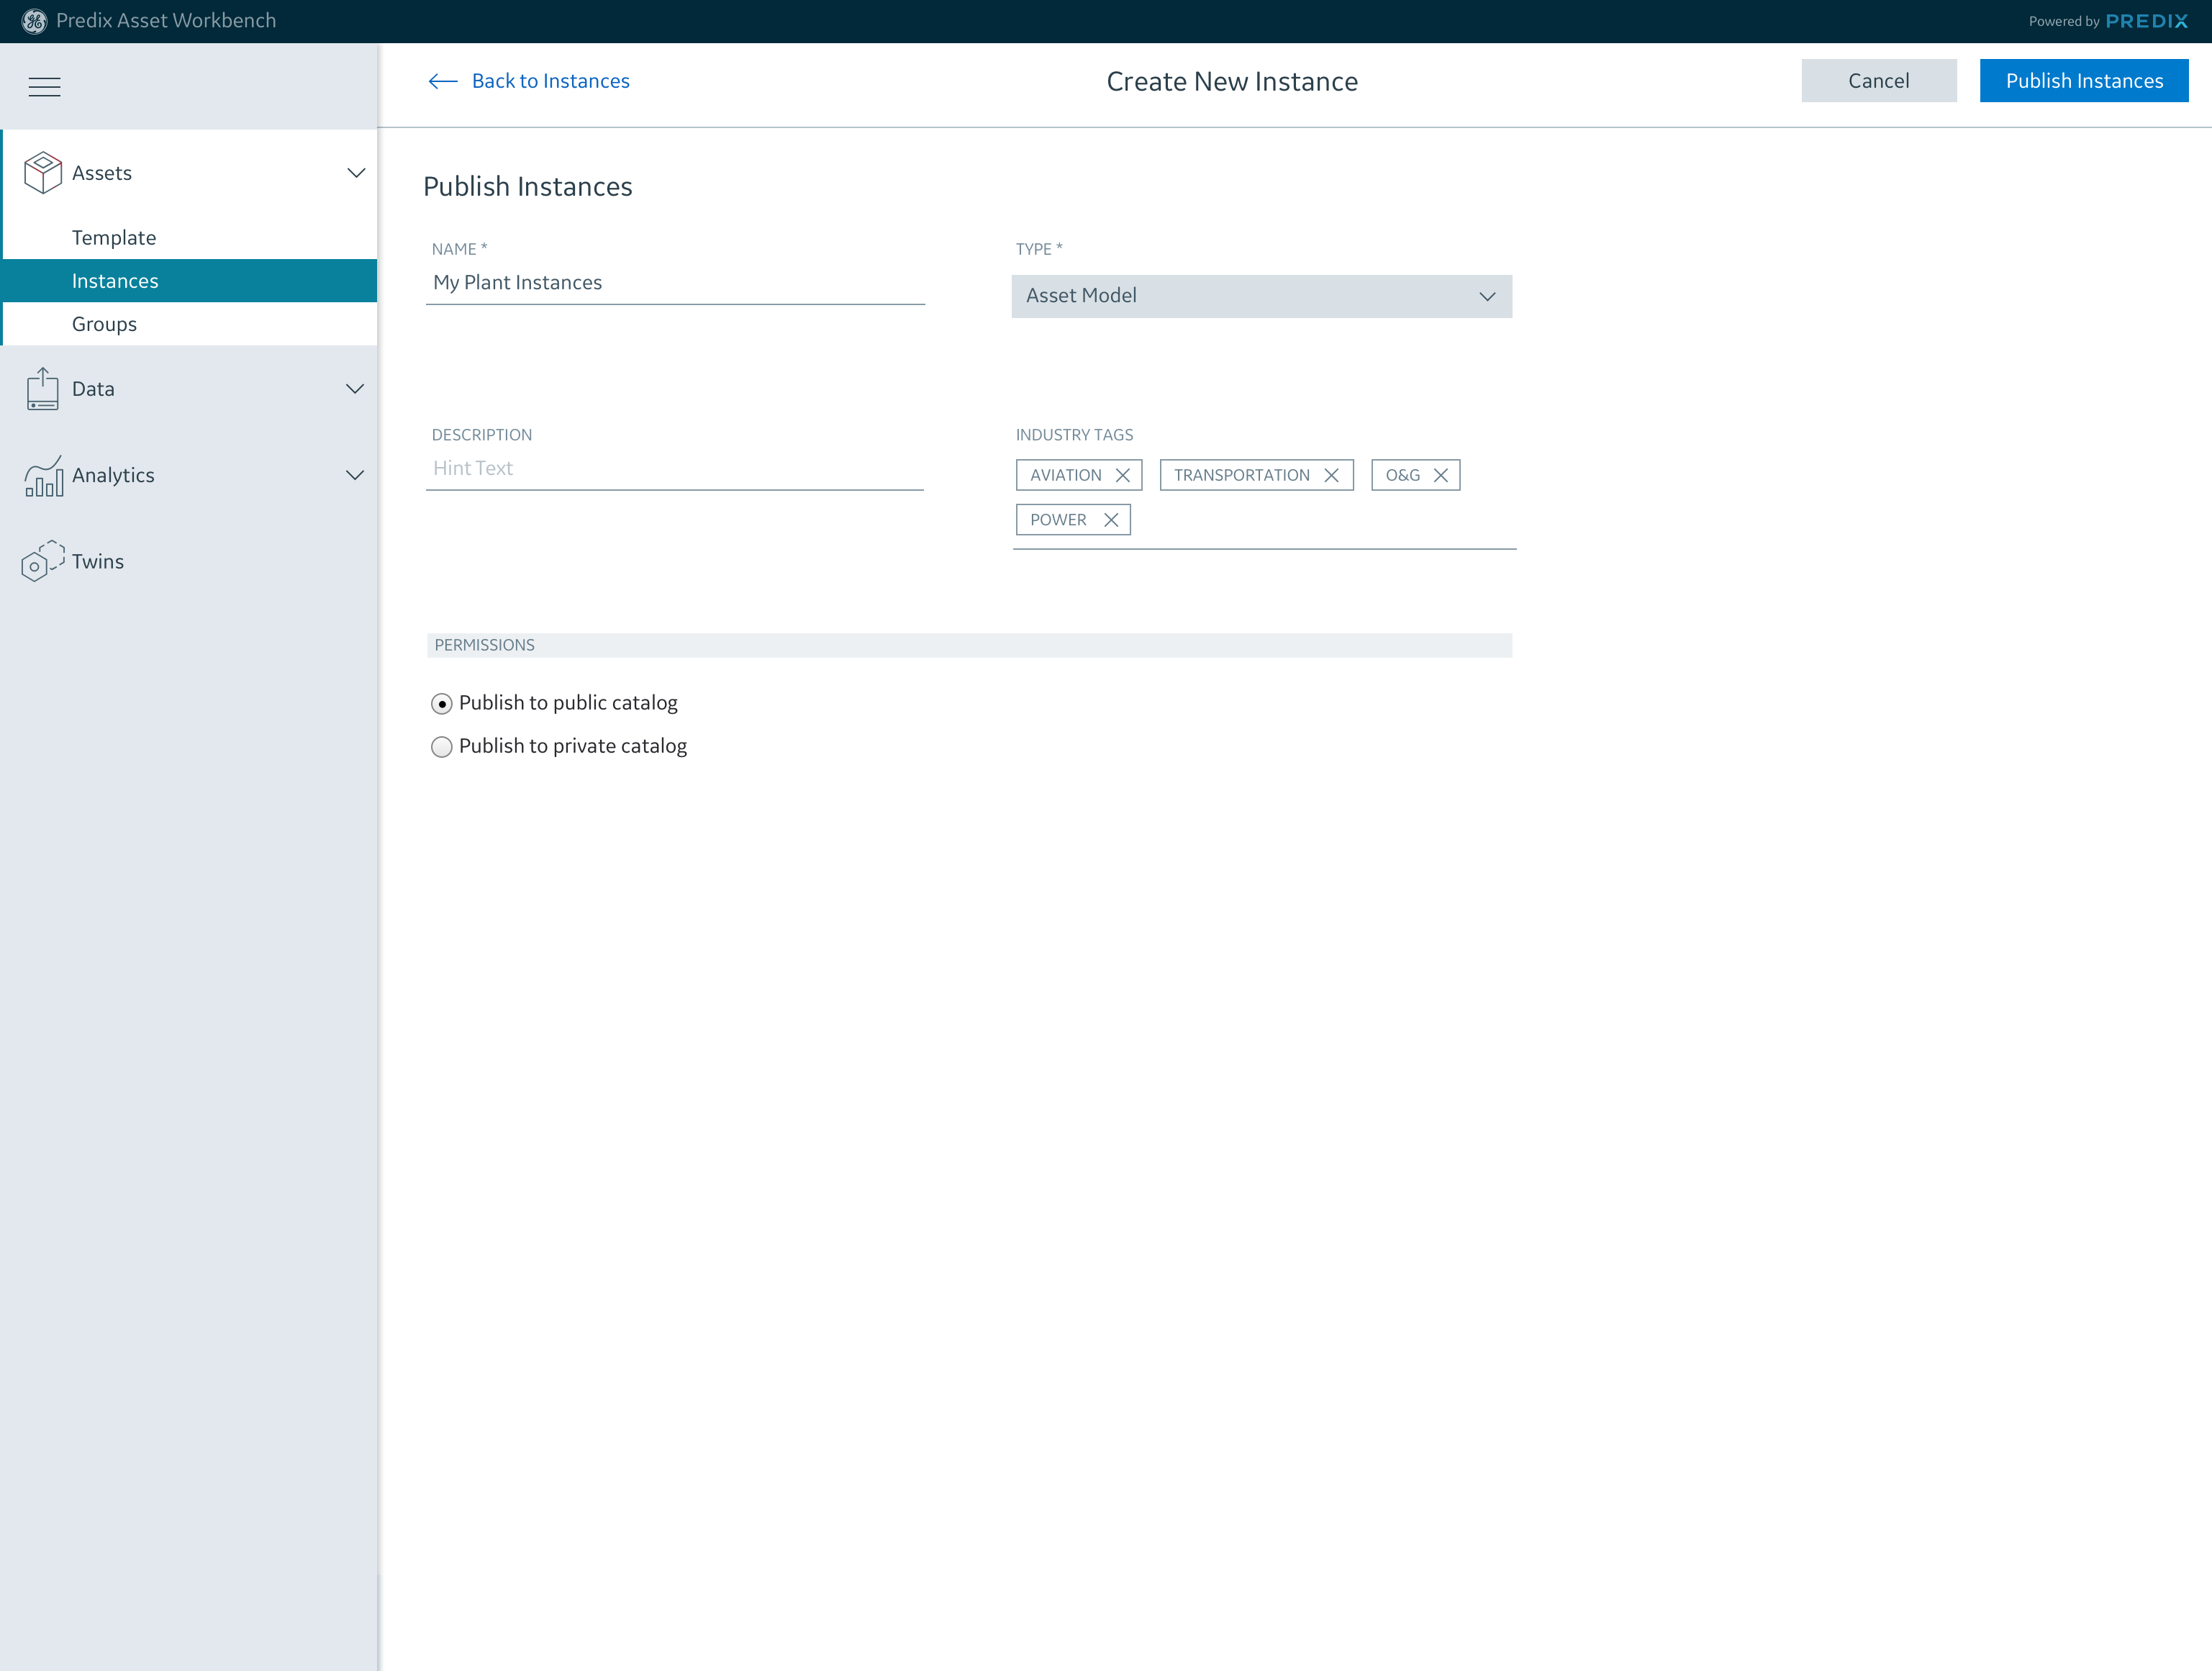 Predix Asset Workbench
Powered by PREDIX
Back to Instances
Create New Instance
Cancel
Publish Instances
Assets
Template
Instances
Groups
Data
Analytics
Twins
Publish Instances
NAME *
My Plant Instances
TYPE *
Asset Model
DESCRIPTION
Hint Text
INDUSTRY TAGS
AVIATION
TRANSPORTATION
O&G
POWER
PERMISSIONS
Publish to public catalog
Publish to private catalog